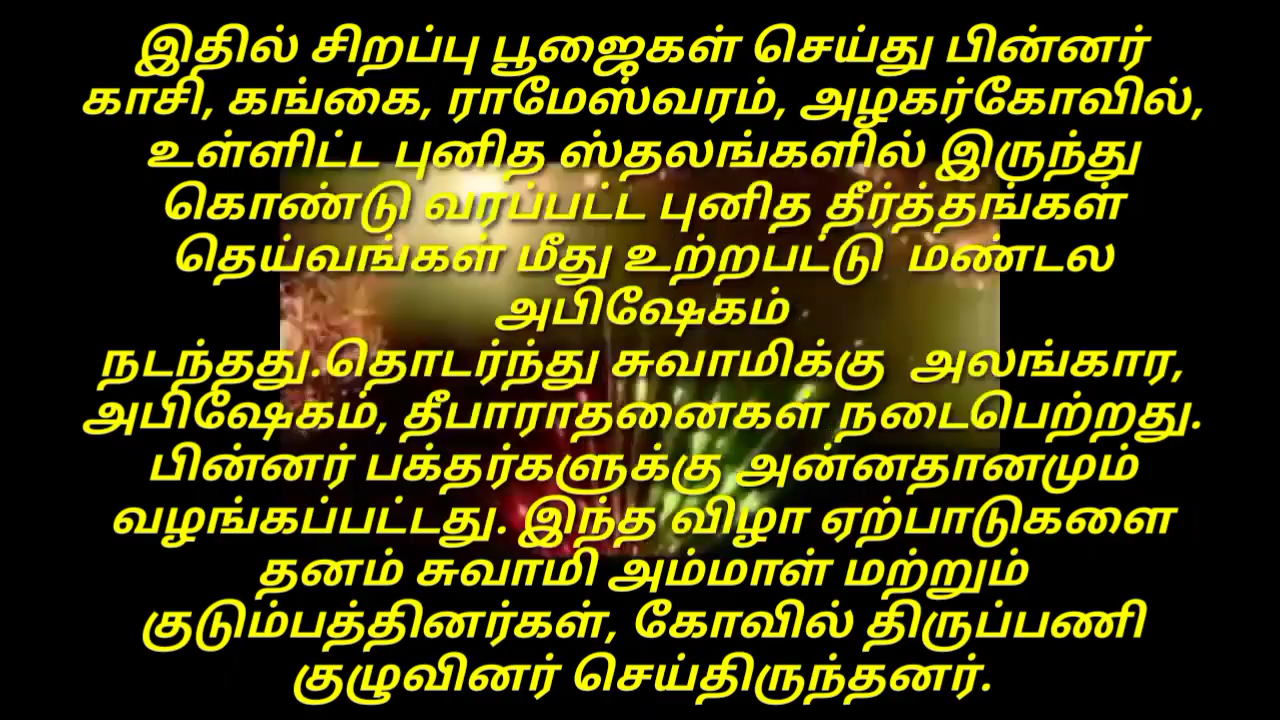 இதில் சிறப்பு பூஜைகள் செய்து பின்னர்
காசி, கங்கை, ராமேஸ்வரம், அழகர்கோவில்,
உள்ளிட்ட புனித ஸ்தலங்களில் இருந்து
கொண்டு வரப்பட்ட புனித தீர்த்தங்கள்
தெய்வங்கள் மீது உற்றபட்டு மண்டல
அபிஷேகம்
நடந்தது.தொடர்ந்து சுவாமிக்கு அலங்கார,
அபிஷேகம், தீபாராதனைகள் நடைபெற்றது.
பின்னர் பக்தர்களுக்கு அன்னதானமும்
வழங்கப்பட்டது. இந்த விழா ஏற்பாடுகளை
தனம் சுவாமி அம்மாள் மற்றும்
குடும்பத்தினர்கள், கோவில் திருப்பணி
குழுவினர் செய்திருந்தனர்.